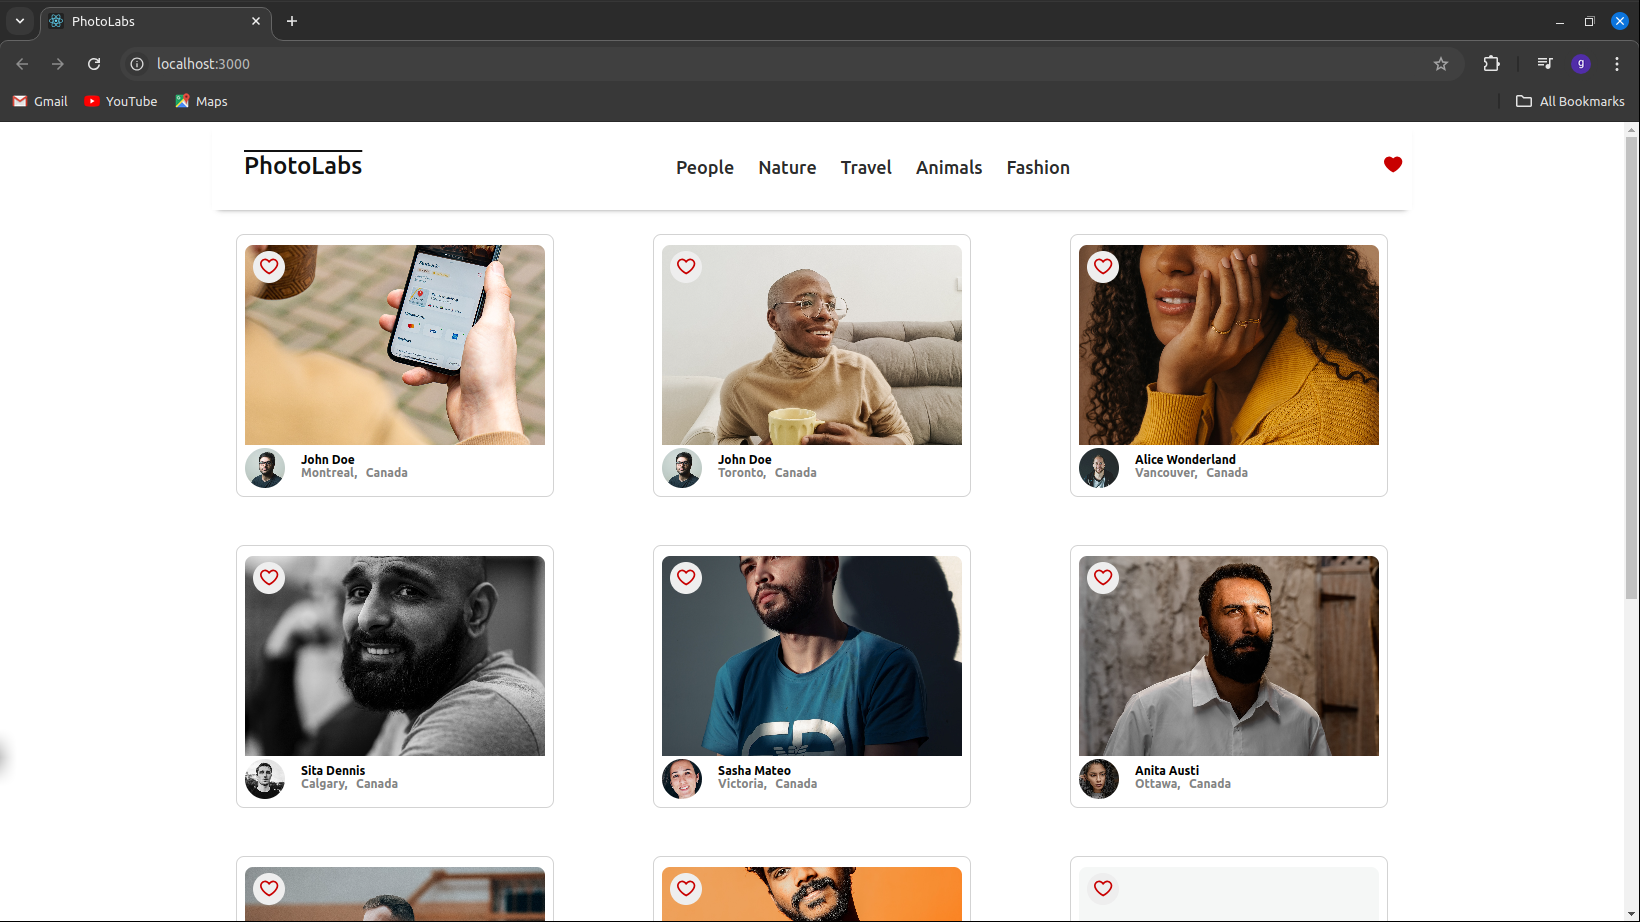 PhotoLabs
localhost:3000
g
Gmail
YouTube
Maps
All Bookmarks
PhotoLabs
People
Nature
Travel
Animals
Fashion
John Doe
Montreal, Canada
John Doe
Toronto, Canada
Alice Wonderland
Vancouver, Canada
Sita Dennis
Calgary, Canada
Sasha Mateo
Victoria, Canada
Anita Austi
Ottawa, Canada